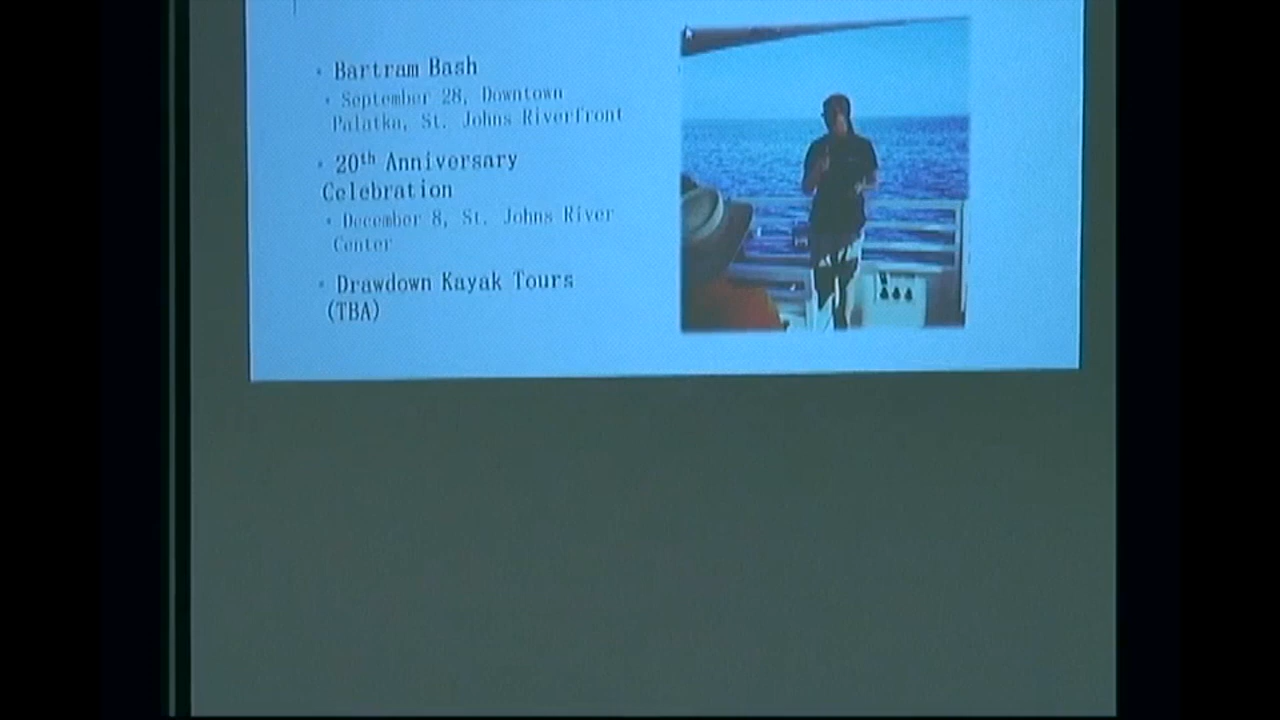 • Bartram Bash
• September 28, Downtown
Palatka, St. Johns Riverfront
• 20th Anniversary
Celebration
• December 8, St. Johns River
Center
• Drawdown Kayak Tours
(TBA)